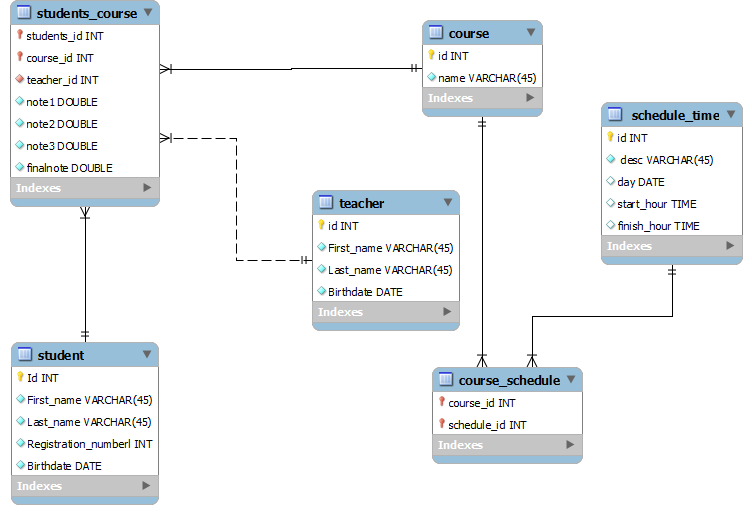 students_course
students_id INT
course_id INT
teacher_id INT
note1 DOUBLE
note2 DOUBLE
note3 DOUBLE
finalnote DOUBLE
Indexes
course
id INT
name VARCHAR(45)
Indexes
schedule_time
id INT
desc VARCHAR(45)
day DATE
start_hour TIME
finish_hour TIME
Indexes
teacher
id INT
First_name VARCHAR(45)
Last_name VARCHAR(45)
Birthdate DATE
Indexes
student
Id INT
First_name VARCHAR(45)
Last_name VARCHAR(45)
Registration_numberl INT
Birthdate DATE
Indexes
course_schedule
course_id INT
schedule_id INT
Indexes